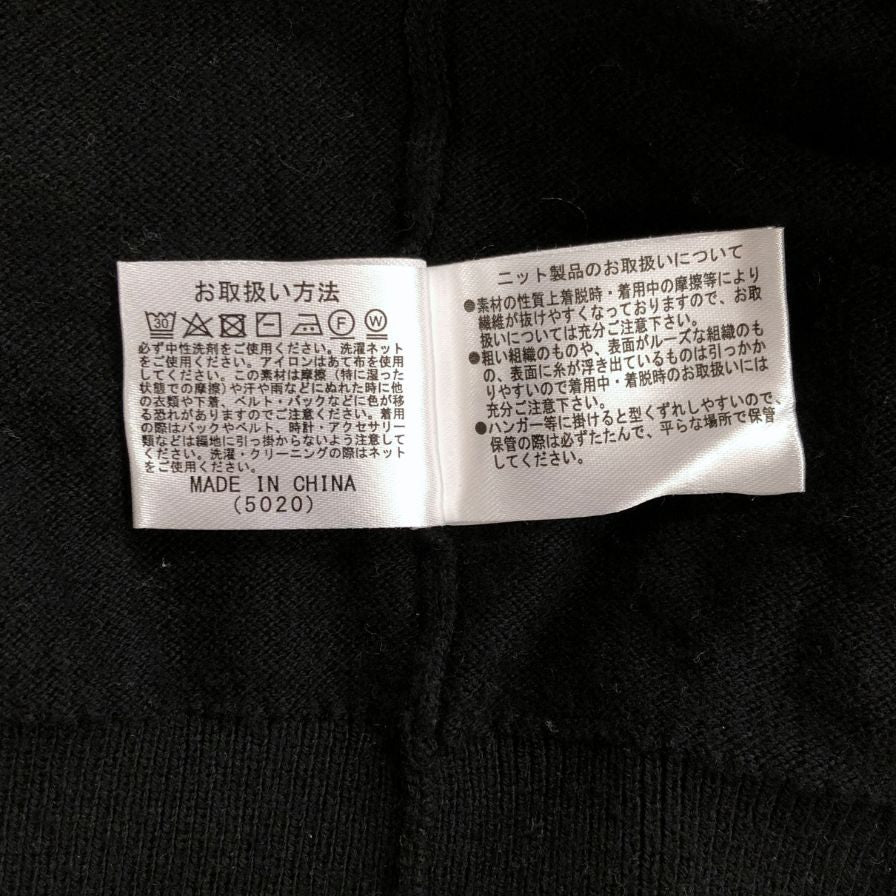 お取扱い方法
30 F W
必ず中性洗剤をご使用ください。洗濯ネット
をご使用ください。アイロンはあて布を使用
してください。この素材は摩擦（特に湿った
状態での摩擦）や汗や雨などにぬれた時に他
の衣類や下着、ベルト・バックなどに色が移
る恐れがありますのでご注意ください。着用
の際はバックやベルト、時計・アクセサリー
類などは編地に引っ掛からないよう注意して
ください。洗濯・クリーニングの際はネット
をご使用ください。
MADE IN CHINA
(5020)
ニット製品のお取扱いについて
●素材の性質上着脱時・着用中の摩擦等により
繊維が抜けやすくなっておりますので、お取
扱いについては充分ご注意下さい。
●粗い組織のものや、表面がルーズな組織のも
の、表面に糸が浮き出ているものは引っかか
りやすいので着用中・着脱時のお取扱いには
充分ご注意下さい。
●ハンガー等に掛けると型くずれしやすいので、
保管の際は必ずたたんで、平らな場所で保管
してください。